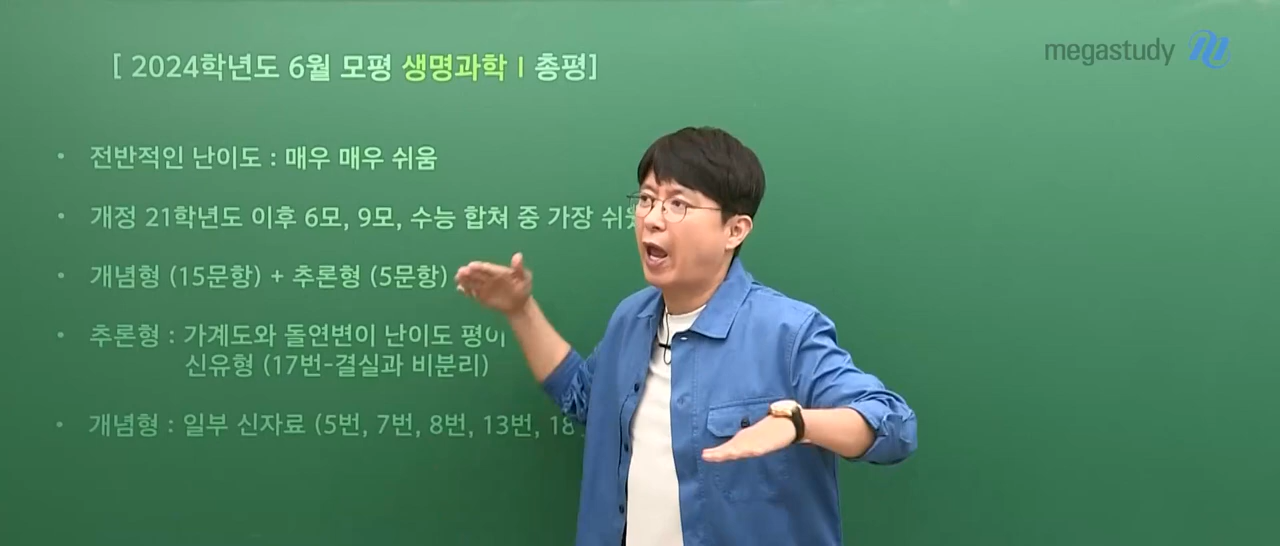 [ 2024학년도 6월 모평 생명과학 I 총평]
megastudy
• 전반적인 난이도 : 매우 매우 쉬움
• 개정 21학년도 이후 6모, 9모, 수능 합쳐 중 가장
• 개념형 (15문항) + 추론형 (5문항)
• 추론형 : 가계도와 돌연변이 난이도 평이
신유형 (17번-결실과 비분리)
• 개념형 : 일부 신자료 (5번, 7번, 8번, 13번, 18